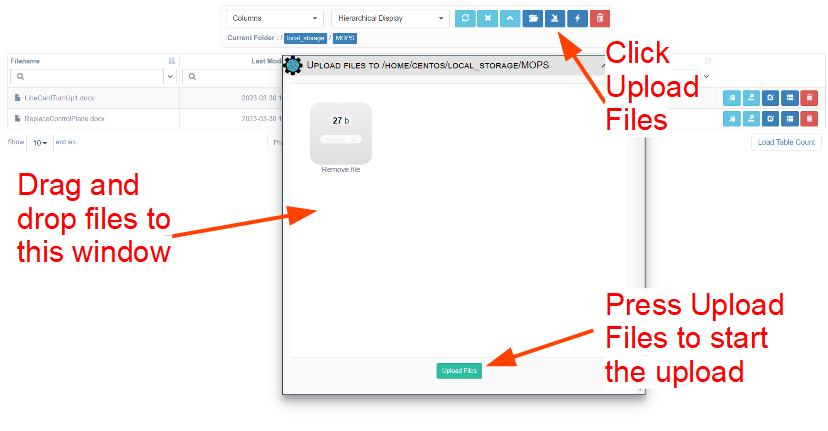 Columns
Hierarchical Display
Current Folder : / local_storage / MOPS
Click
Upload
Files
Filename
Last Mod
UPLOAD FILES TO /HOME/CENTOS/LOCAL_STORAGE/MOPS
LineCardTurnUp1.docx
2023-03-30 1
ReplaceControlPlane.docx
2023-03-30 1
Show 10 entries
Pre
Load Table Count
27 b
Remove file
Drag and
drop files to
this window
Press Upload
Files to start
the upload
Upload Files